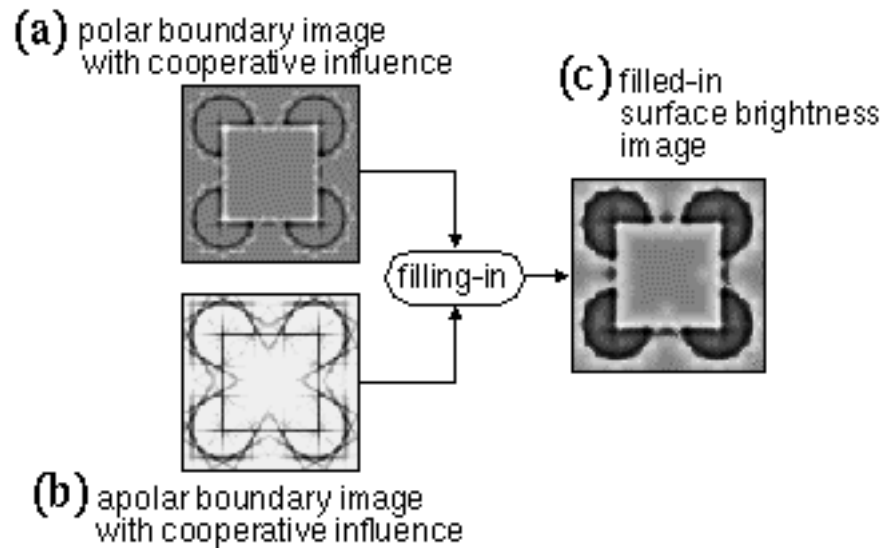 (a) polar boundary image
with cooperative influence
(c) filled-in
surface brightness
image
filling-in
(b) apolar boundary image
with cooperative influence